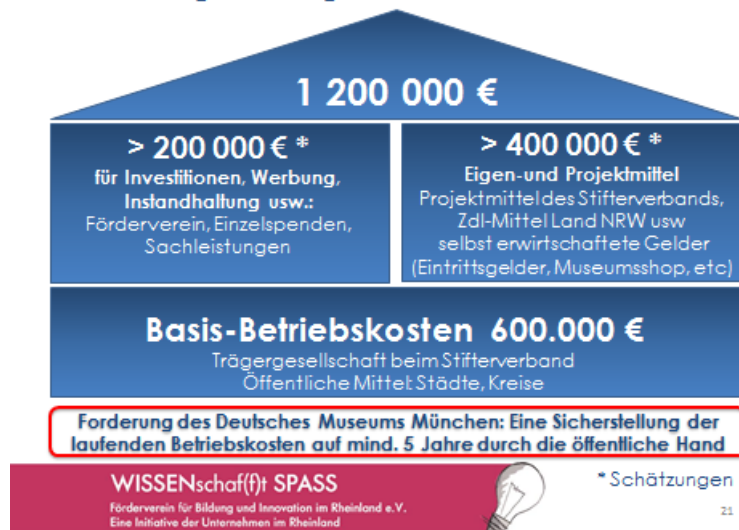 1 200 000 €
> 200 000 € *
für Investitionen, Werbung,
Instandhaltung usw.:
Förderverein, Einzelspenden,
Sachleistungen
> 400 000 € *
Eigen-und Projektmittel
Projektmittel des Stifterverbands,
ZdI-Mittel Land NRW usw
selbst erwirtschaftete Gelder
(Eintrittsgelder, Museumsshop, etc)
Basis-Betriebskosten 600.000 €
Trägergesellschaft beim Stifterverband
Öffentliche Mittel: Städte, Kreise
Forderung des Deutsches Museums München: Eine Sicherstellung der
laufenden Betriebskosten auf mind. 5 Jahre durch die öffentliche Hand
WISSENschaf(f)t SPASS
Förderverein für Bildung und Innovation im Rheinland e.V.
Eine Initiative der Unternehmen im Rheinland
* Schätzungen
21